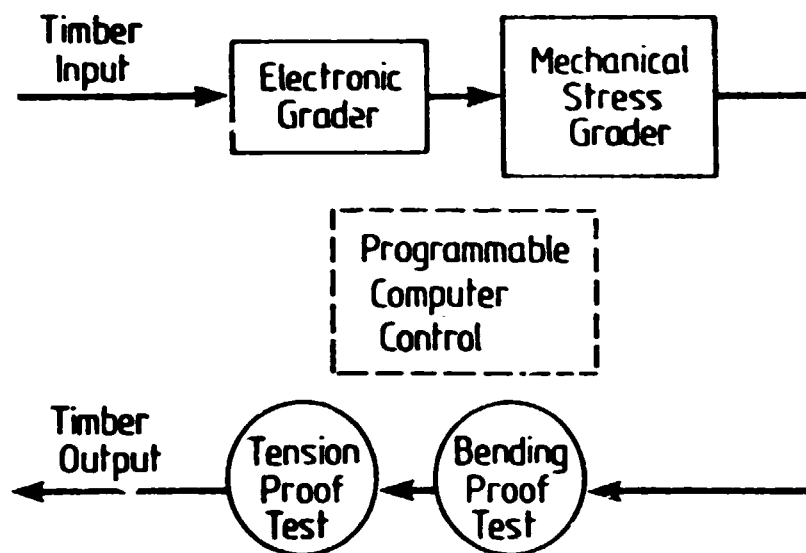 Timber
Input
Electronic
Grader
Mechanical
Stress
Grader
Programmable
Computer
Control
Timber
Output
Tension
Proof
Test
Bending
Proof
Test